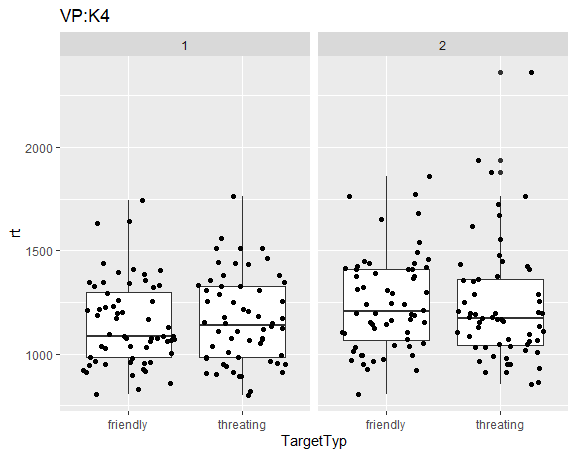 VP:K4
1 2
rt
2000
1500
1000
friendly threating friendly threating
TargetTyp